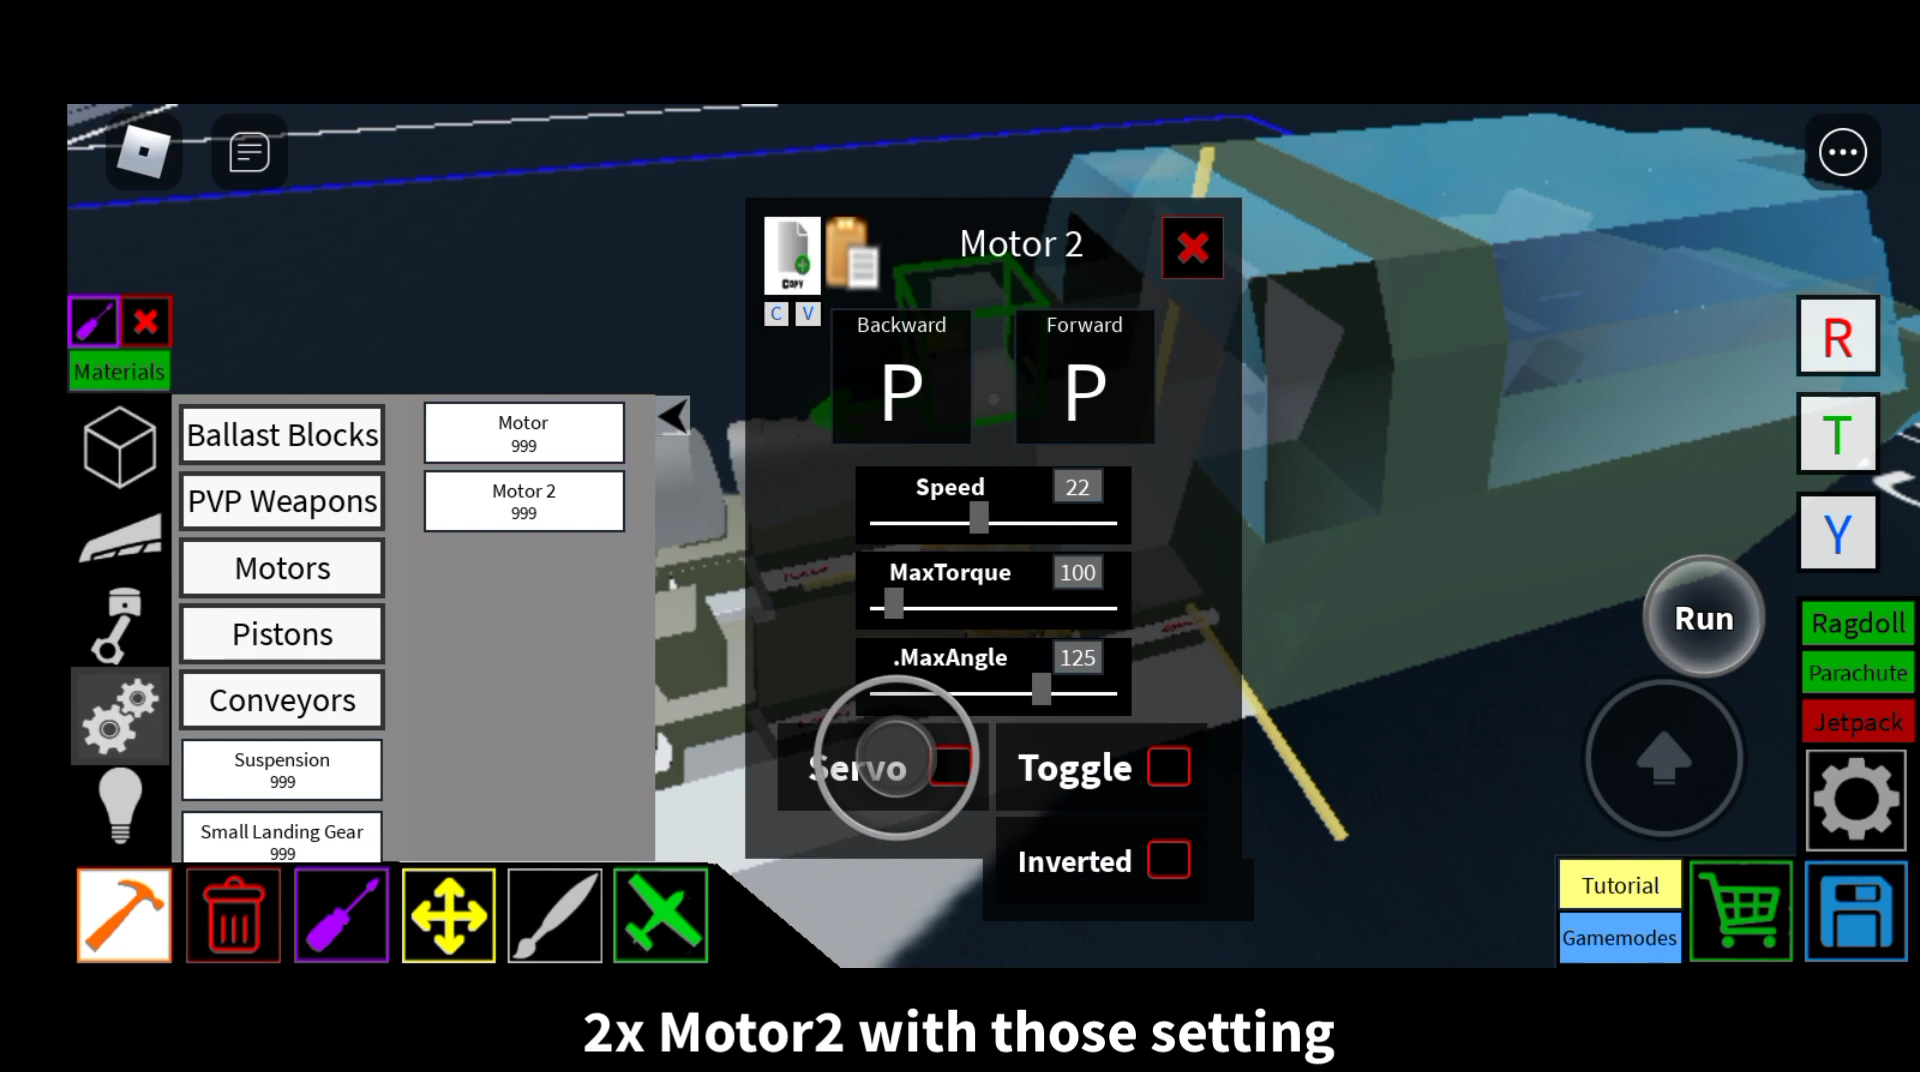 Motor 2
COPY
C V
Backward
Forward
P
P
Materials
Ballast Blocks
Motor
999
PVP Weapons
Motor 2
999
Motors
Pistons
Conveyors
Suspension
999
Small Landing Gear
999
Speed 22
MaxTorque 100
.MaxAngle 125
Servo
Toggle
Inverted
R
T
Y
Run
Ragdoll
Parachute
Jetpack
Tutorial
Gamemodes
2x Motor2 with those setting